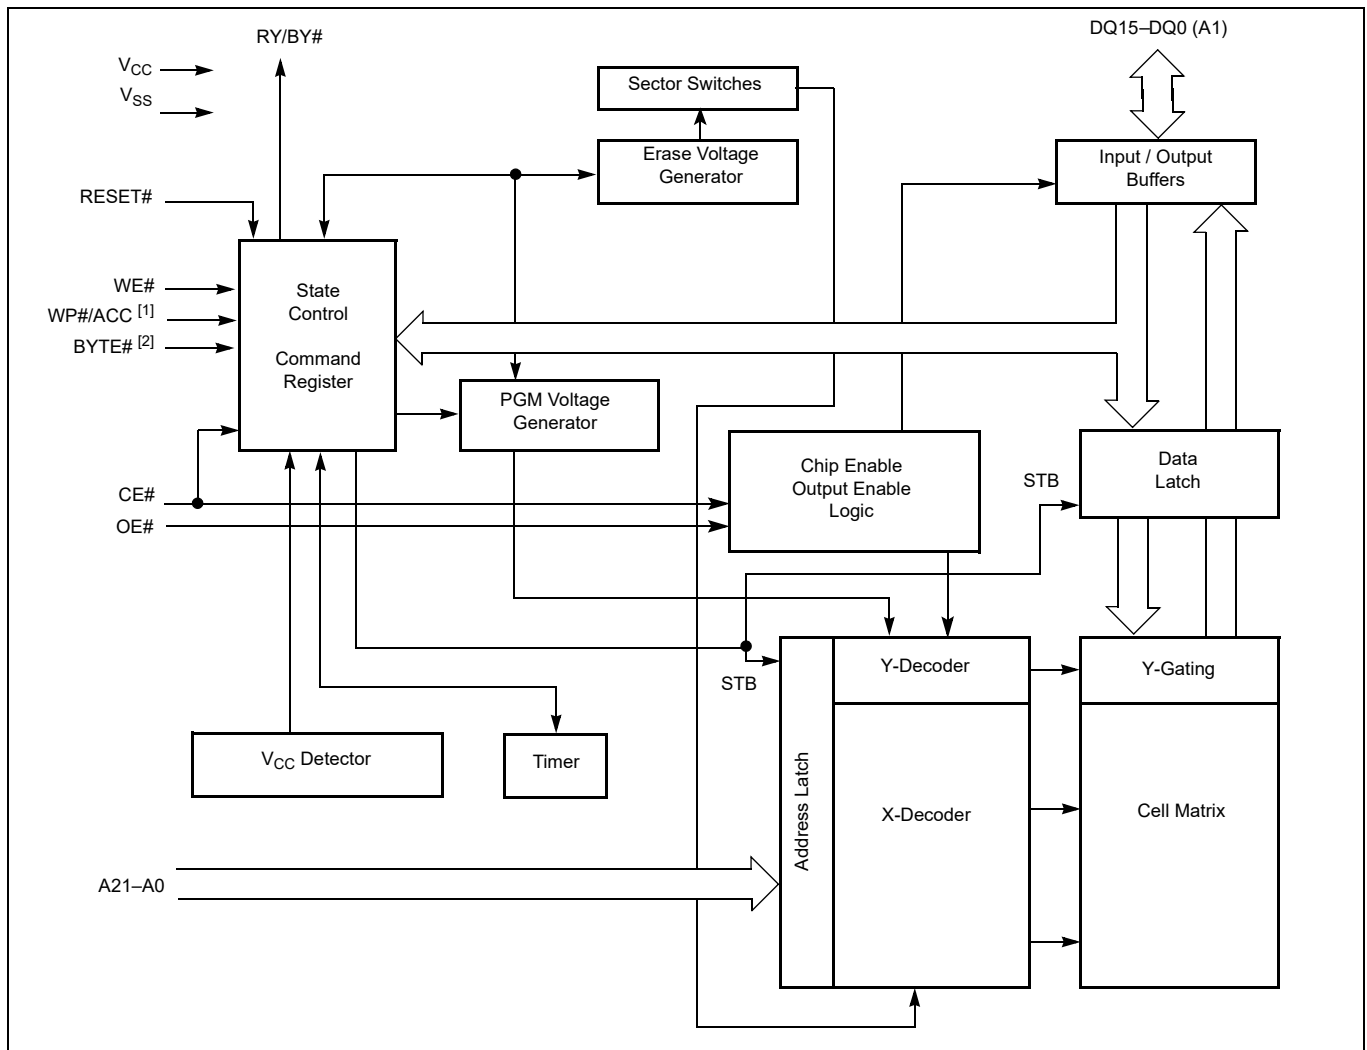 RY/BY#
DQ15–DQ0 (A1)
VCC
VSS
Sector Switches
Erase Voltage
Generator
Input / Output
Buffers
RESET#
WE#
WP#/ACC [1]
BYTE# [2]
State
Control
Command
Register
PGM Voltage
Generator
Chip Enable
Output Enable
Logic
Data
Latch
STB
CE#
OE#
STB
Y-Decoder
Y-Gating
VCC Detector
Timer
Address Latch
X-Decoder
Cell Matrix
A21–A0